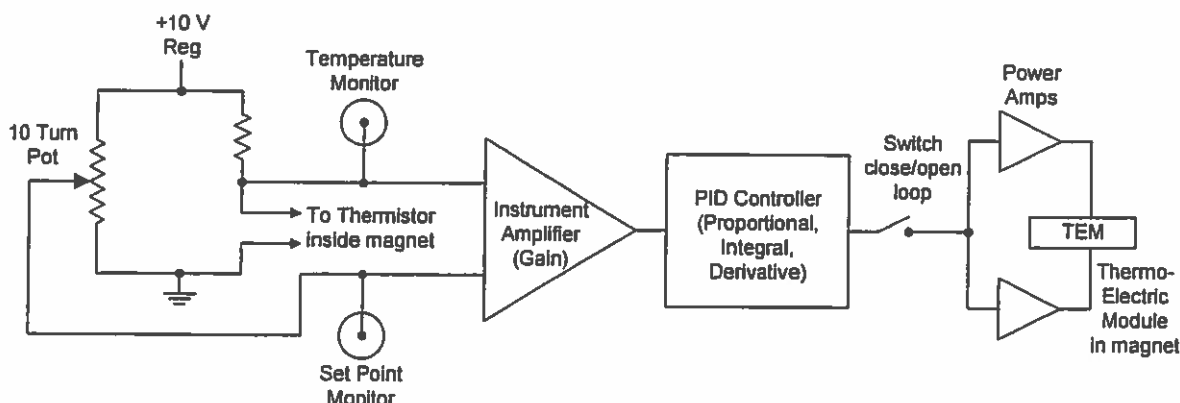 +10 V
Reg
10 Turn
Pot
Temperature
Monitor
To Thermistor
inside magnet
Set Point
Monitor
Instrument
Amplifier
(Gain)
PID Controller
(Proportional,
Integral,
Derivative)
Switch
close/open
loop
Power
Amps
TEM
Thermo-
Electric
Module
in magnet